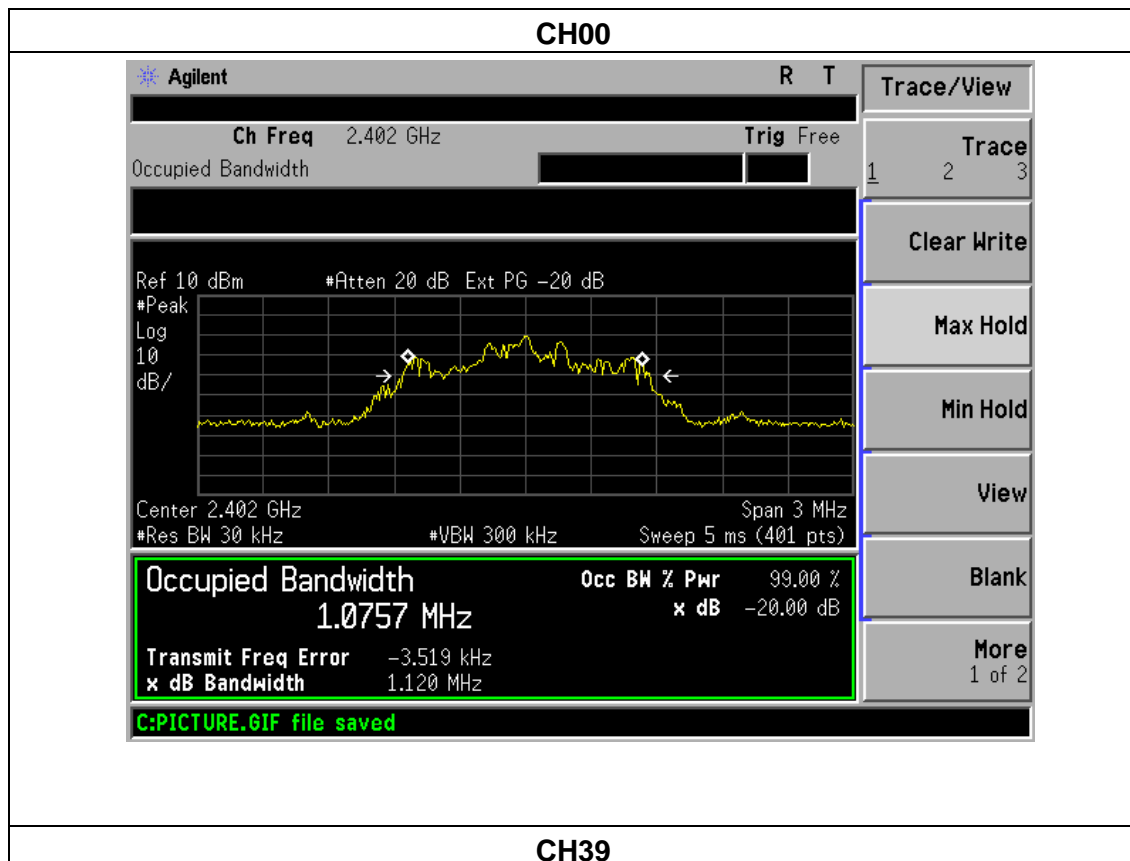 CH00
Agilent R T
Trace/View
Ch Freq 2.402 GHz Trig Free
Occupied Bandwidth
Trace
1 2 3
Clear Write
Max Hold
Min Hold
View
Blank
More
1 of 2
Ref 10 dBm #Atten 20 dB Ext PG -20 dB
#Peak
Log
10
dB/
Center 2.402 GHz Span 3 MHz
#Res BW 30 kHz #VBW 300 kHz Sweep 5 ms (401 pts)
Occupied Bandwidth Occ BW % Pwr 99.00 %
1.0757 MHz x dB -20.00 dB
Transmit Freq Error -3.519 kHz
x dB Bandwidth 1.120 MHz
C:PICTURE.GIF file saved
CH39